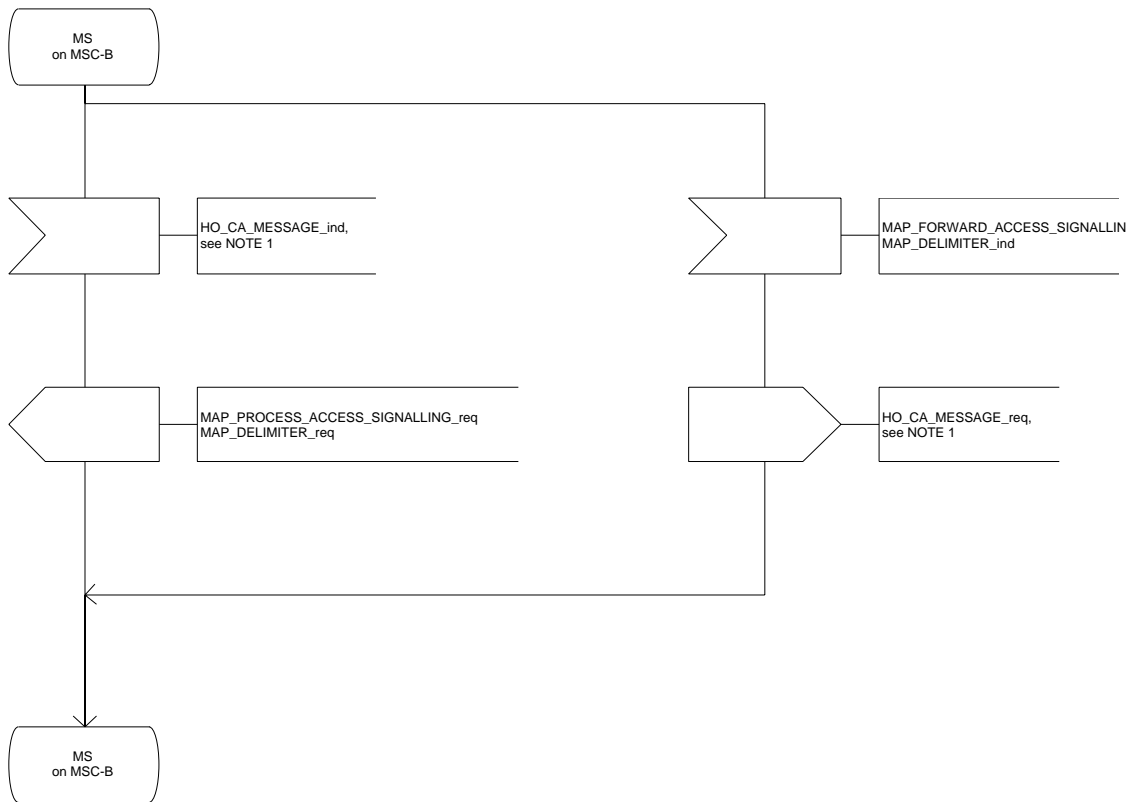 MS
on MSC-B
HO_CA_MESSAGE_ind,
see NOTE 1
MAP_FORWARD_ACCESS_SIGNALLIN
MAP_DELIMITER_ind
MAP_PROCESS_ACCESS_SIGNALLING_req
MAP_DELIMITER_req
HO_CA_MESSAGE_req,
see NOTE 1
MS
on MSC-B